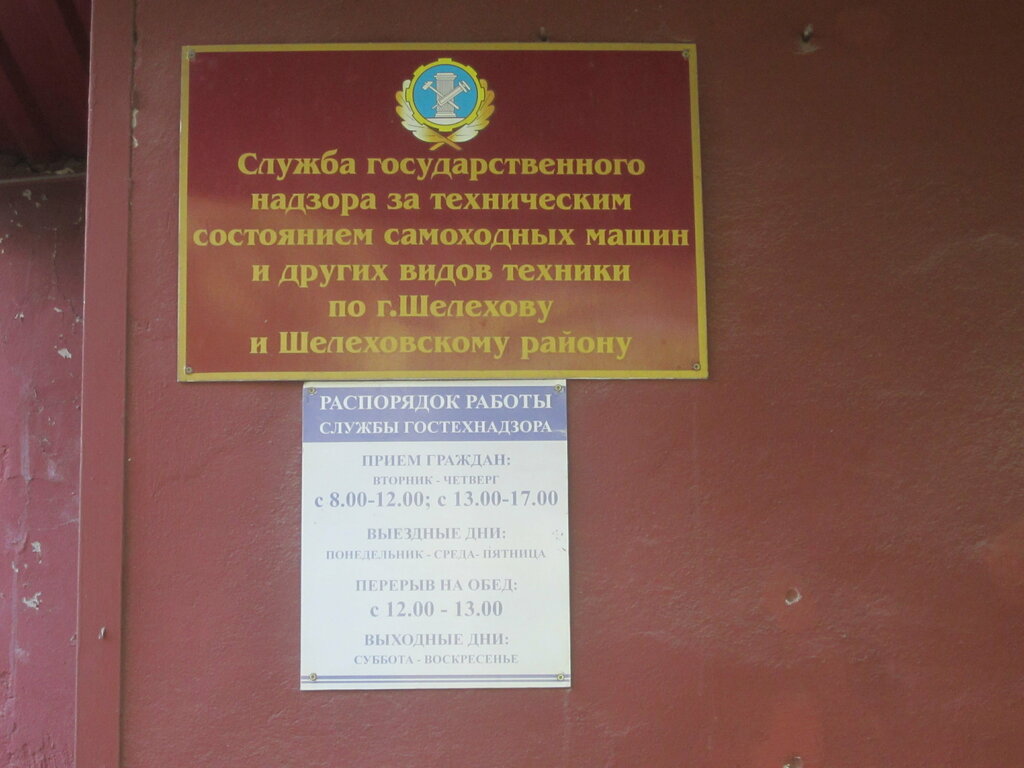 Служба государственного
надзора за техническим
состоянием самоходных машин
и других видов техники
по г.Шелехову
и Шелеховскому району
РАСПОРЯДОК РАБОТЫ
СЛУЖБЫ ГОСТЕХНАДЗОРА
ПРИЕМ ГРАЖДАН:
ВТОРНИК - ЧЕТВЕРГ
с 8.00-12.00; с 13.00-17.00
ВЫЕЗДНЫЕ ДНИ:
ПОНЕДЕЛЬНИК - СРЕДА- ПЯТНИЦА
ПЕРЕРЫВ НА ОБЕД:
с 12.00 - 13.00
ВЫХОДНЫЕ ДНИ:
СУББОТА - ВОСКРЕСЕНЬЕ